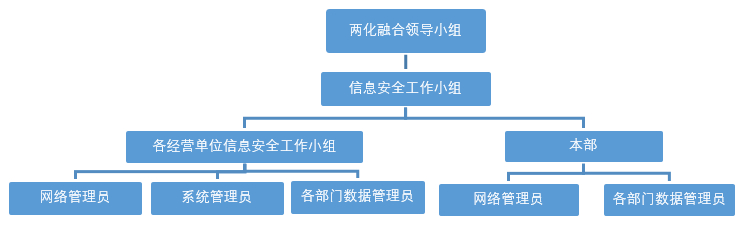 两化融合领导小组
信息安全工作小组
各经营单位信息安全工作小组
本部
网络管理员
系统管理员
各部门数据管理员
网络管理员
各部门数据管理员